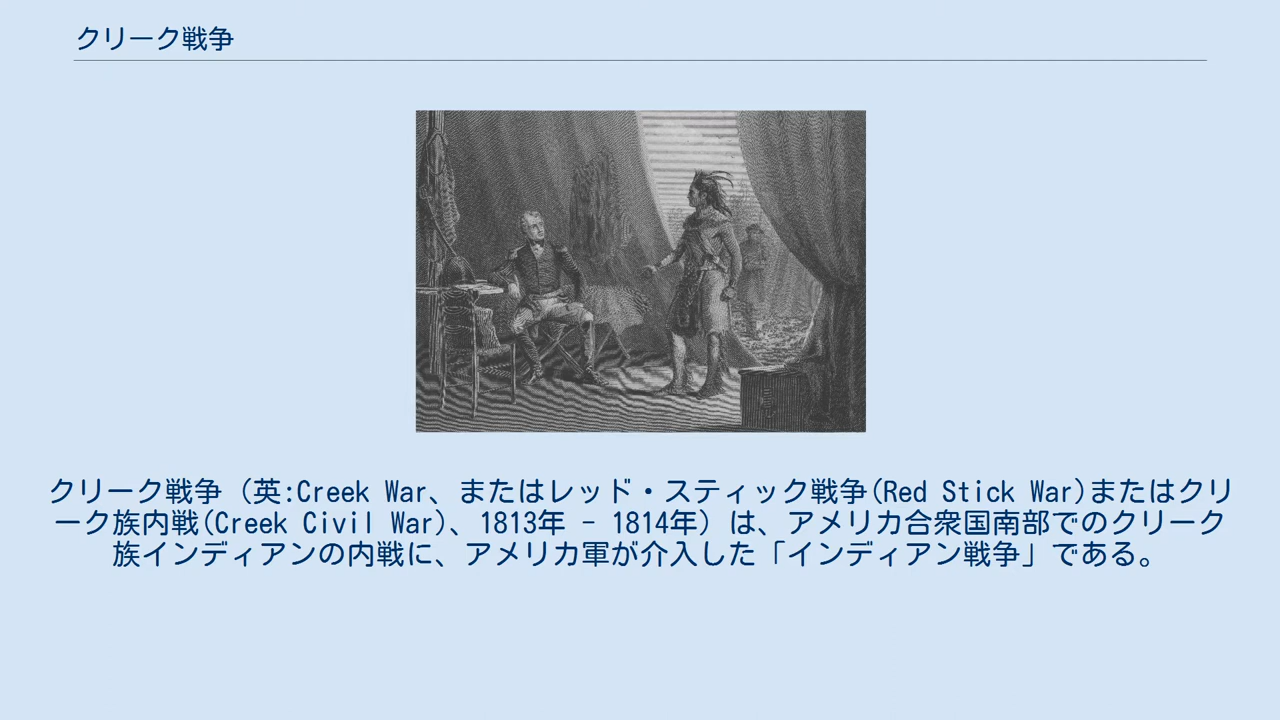 クリーク戦争
クリーク戦争（英:Creek War、またはレッド・スティック戦争(Red Stick War)またはクリ
ーク族内戦(Creek Civil War)、1813年 - 1814年）は、アメリカ合衆国南部でのクリーク
族インディアンの内戦に、アメリカ軍が介入した「インディアン戦争」である。